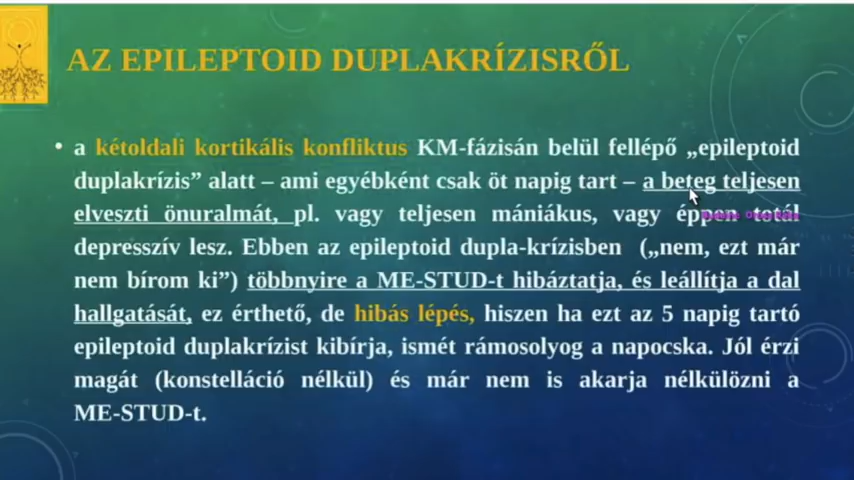 AZ EPILEPTOID DUPLAKRÍZISRŐL
• a kétoldali kortikális konfliktus KM-fázisán belül fellépő „epileptoid
duplakrízis” alatt – ami egyébként csak öt napig tart – a beteg teljesen
elveszti önuralmát, pl. vagy teljesen mániákus, vagy éppen totál
depresszív lesz. Ebben az epileptoid dupla-krízisben („nem, ezt már
nem bírom ki”) többnyire a ME-STUD-t hibáztatja, és leállítja a dal
hallgatását, ez érthető, de hibás lépés, hiszen ha ezt az 5 napig tartó
epileptoid duplakrízist kibírja, ismét rámosolyog a napocska. Jól érzi
magát (konstelláció nélkül) és már nem is akarja nélkülözni a
ME-STUD-t.